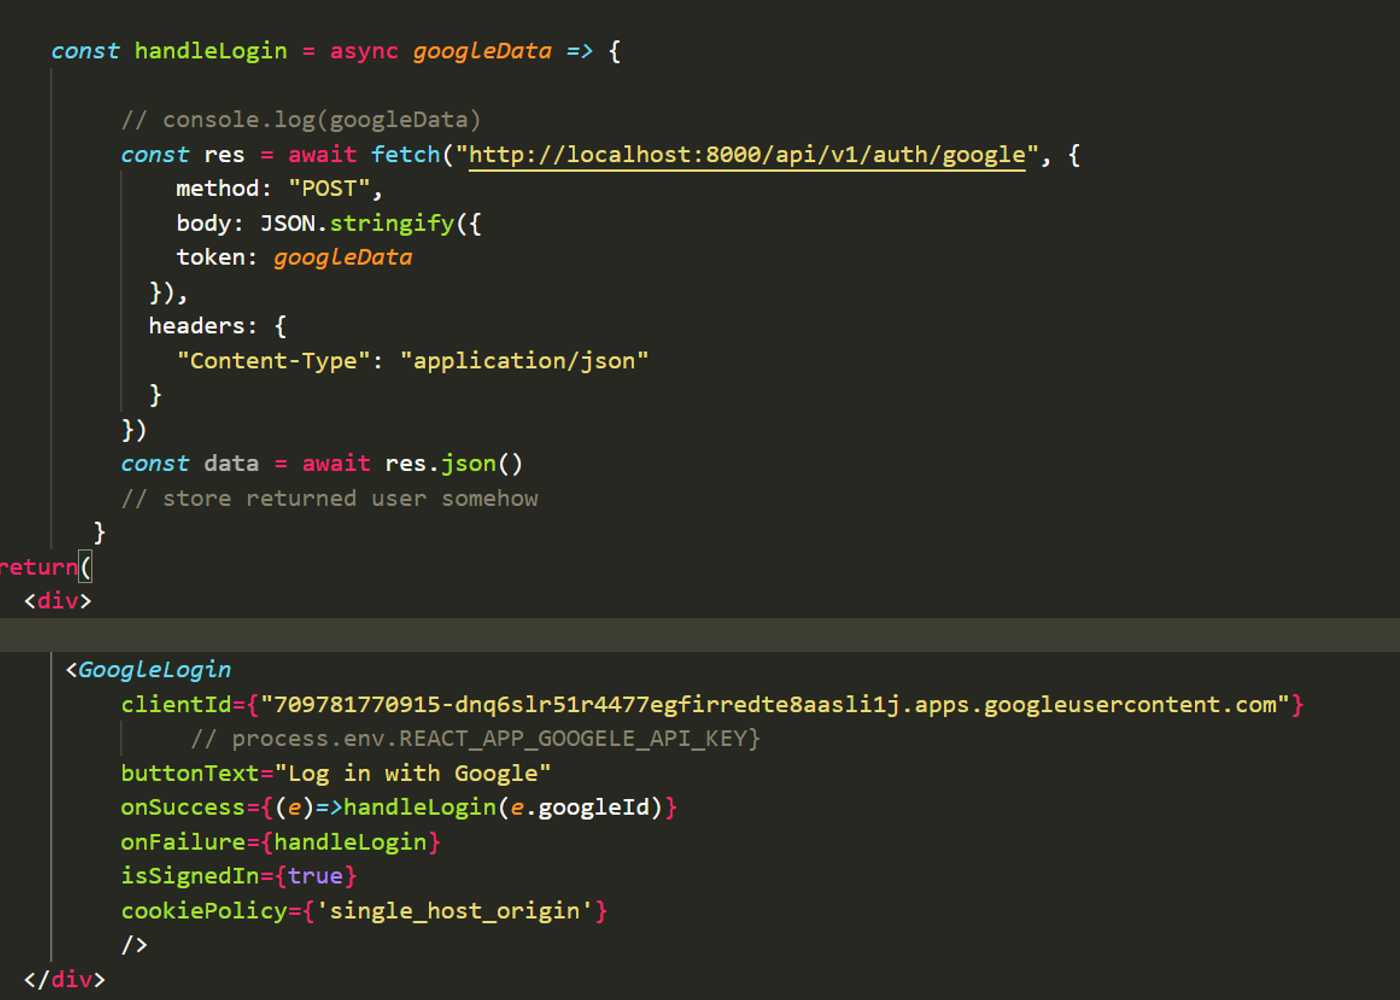 const handleLogin = async googleData => {
// console.log(googleData)
const res = await fetch("http://localhost:8000/api/v1/auth/google", {
method: "POST",
body: JSON.stringify({
token: googleData
}),
headers: {
"Content-Type": "application/json"
}
})
const data = await res.json()
// store returned user somehow
}
return(
<div>
<GoogleLogin
clientId={"709781770915-dnq6slr51r4477egfirredte8aasli1j.apps.googleusercontent.com"}
// process.env.REACT_APP_GOOGELE_API_KEY}
buttonText="Log in with Google"
onSuccess={(e)=>handleLogin(e.googleId)}
onFailure={handleLogin}
isSignedIn={true}
cookiePolicy={'single_host_origin'}
/>
</div>